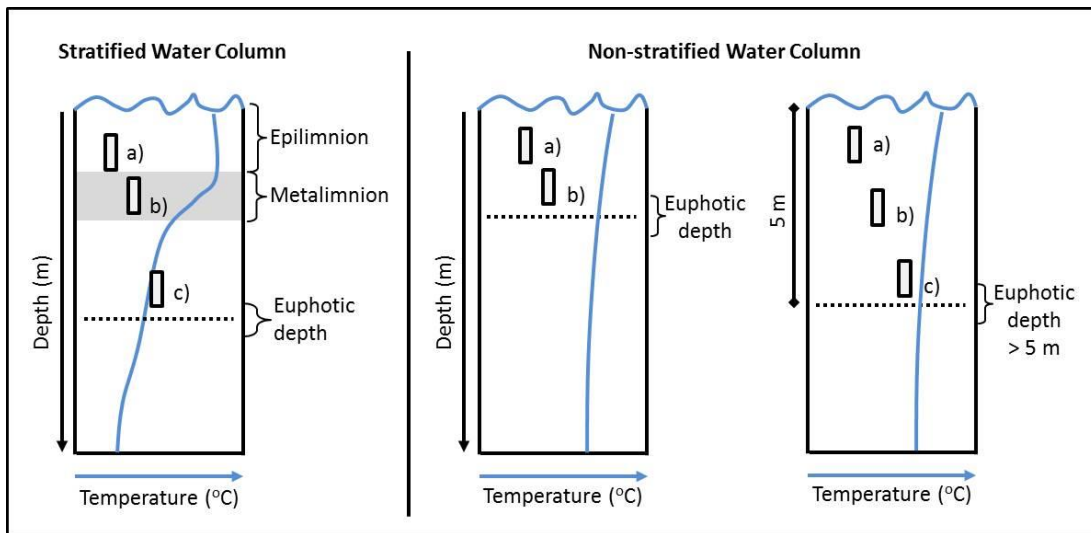 Stratified Water Column
Non-stratified Water Column
Depth (m)
a)
b)
c)
Epilimnion
Metalimnion
Euphotic
depth
Temperature (°C)
Depth (m)
a)
b)
Euphotic
depth
Temperature (°C)
5 m
a)
b)
c)
Euphotic
depth
> 5 m
Temperature (°C)